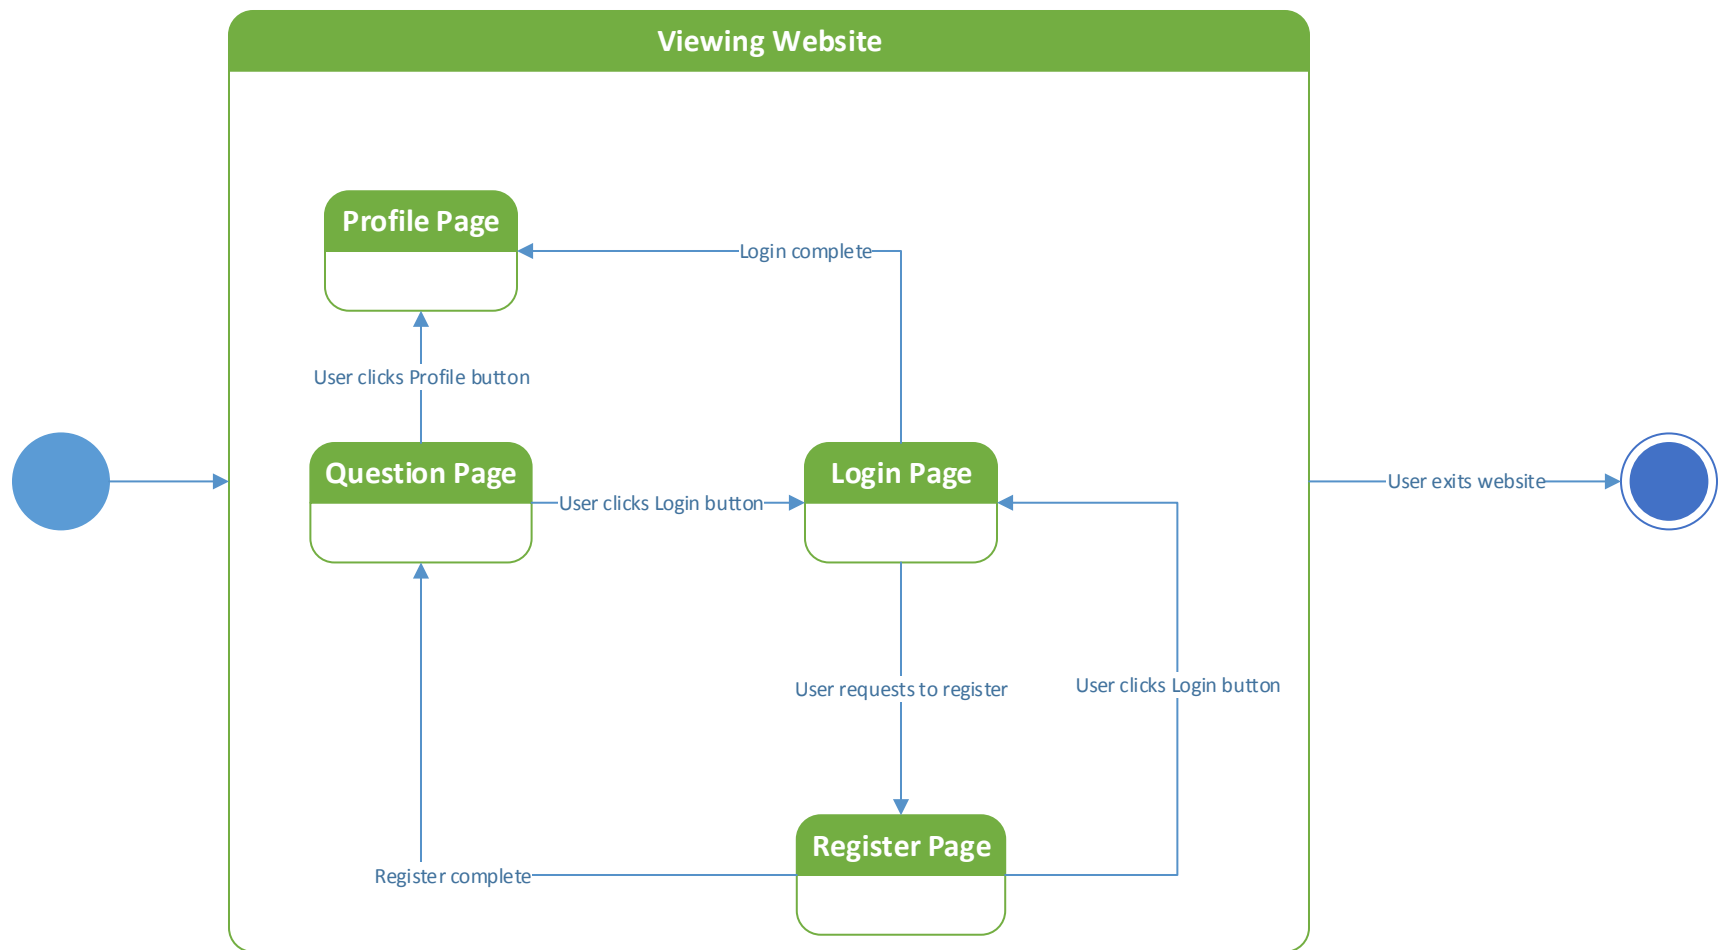 Viewing Website
Profile Page
Login complete
User clicks Profile button
Question Page
Login Page
User clicks Login button
User exits website
User requests to register
User clicks Login button
Register Page
Register complete